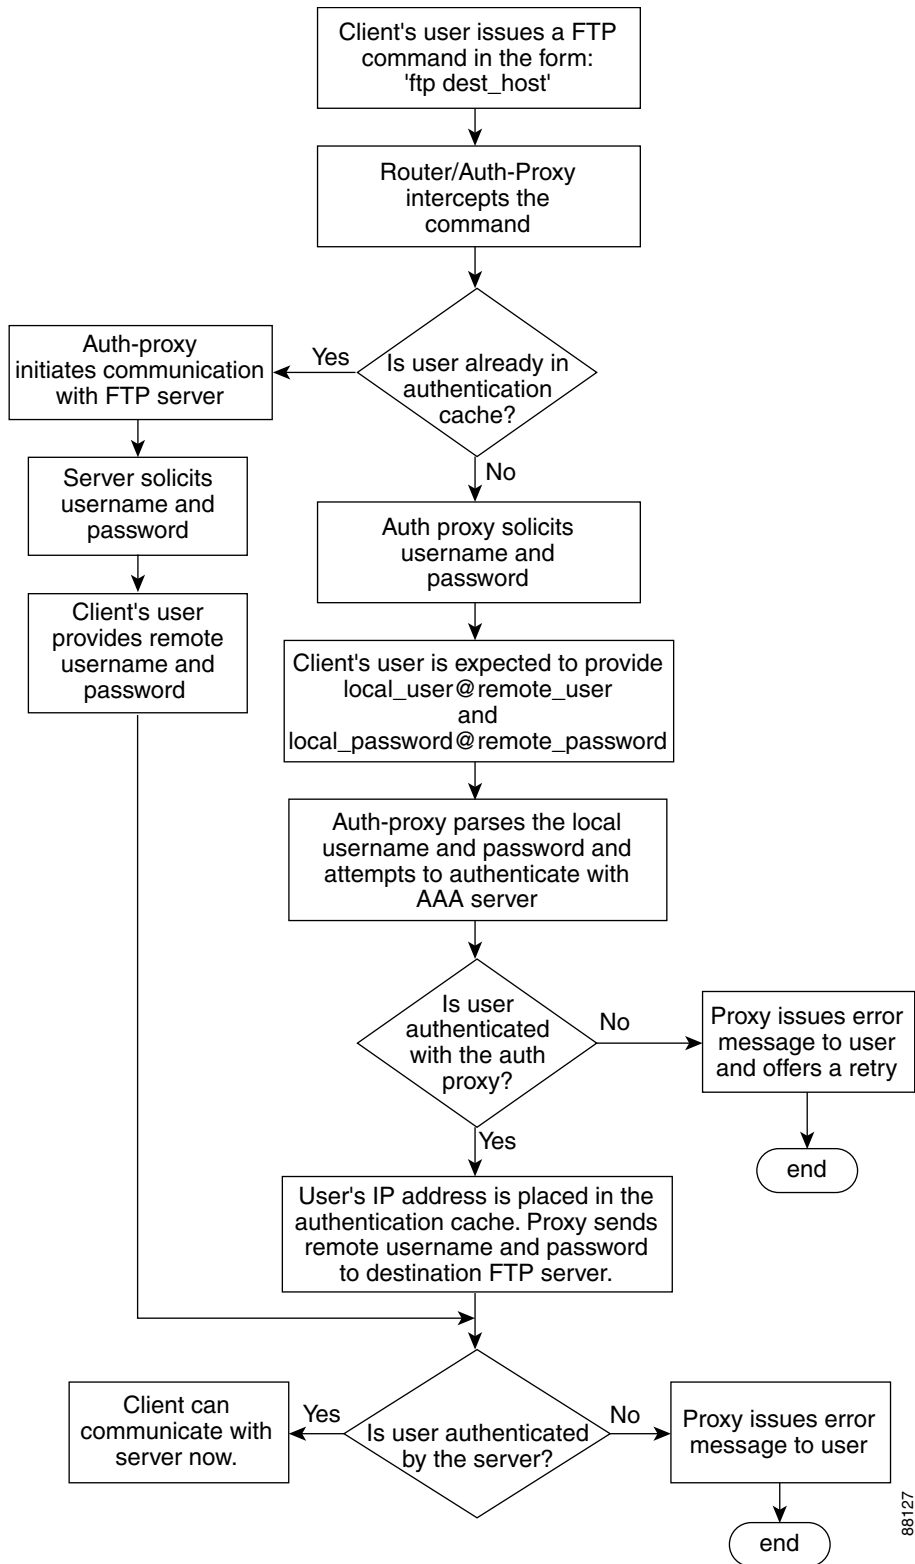 Client's user issues a FTP
command in the form:
'ftp dest_host'
Router/Auth-Proxy
intercepts the
command
Is user already in
authentication
cache?
Yes
Auth-proxy
initiates communication
with FTP server
Server solicits
username and
password
Client's user
provides remote
username and
password
No
Auth proxy solicits
username and
password
Client's user is expected to provide
local_user@remote_user
and
local_password@remote_password
Auth-proxy parses the local
username and password and
attempts to authenticate with
AAA server
Is user
authenticated
with the auth
proxy?
No
Proxy issues error
message to user
and offers a retry
end
Yes
User's IP address is placed in the
authentication cache. Proxy sends
remote username and password
to destination FTP server.
Is user authenticated
by the server?
Yes
Client can
communicate with
server now.
No
Proxy issues error
message to user
end
88127